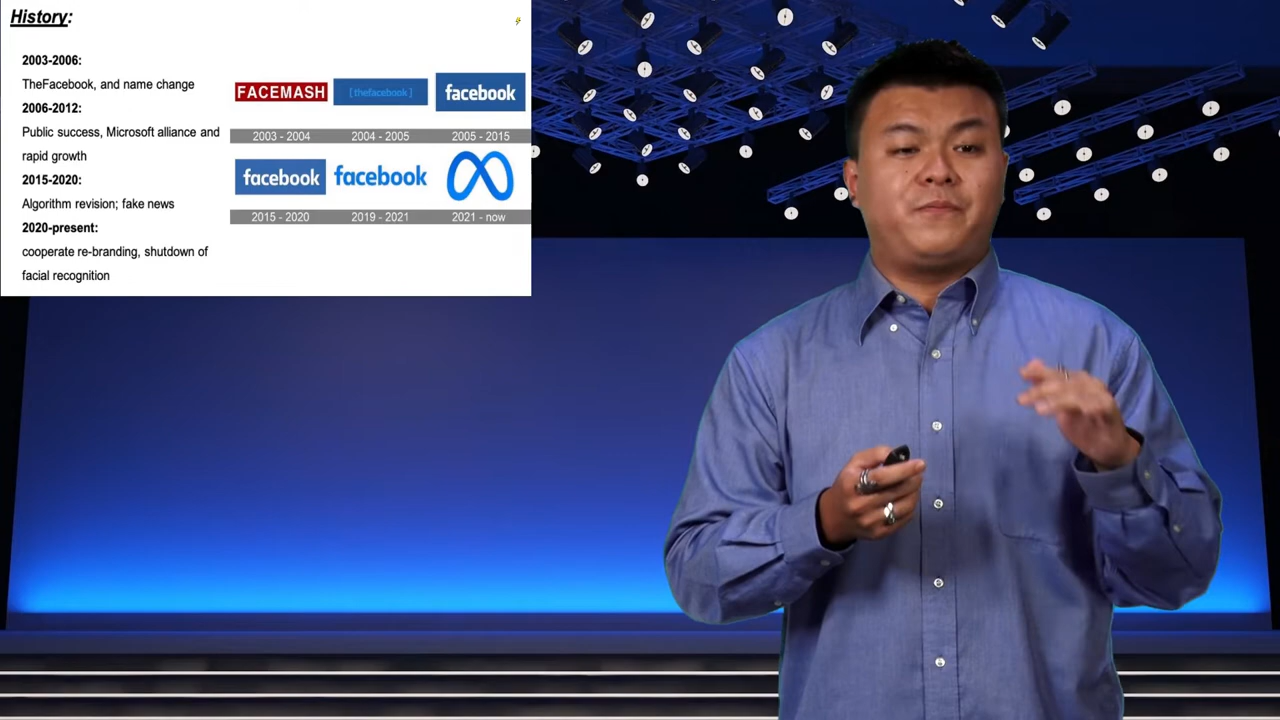 History:
2003-2006:
TheFacebook, and name change
2006-2012:
Public success, Microsoft alliance and
rapid growth
2015-2020:
Algorithm revision; fake news
2020-present:
cooperate re-branding, shutdown of
facial recognition
FACEMASH [thefacebook] facebook
2003 - 2004 2004 - 2005 2005 - 2015
facebook facebook
2015 - 2020 2019 - 2021 2021 - now